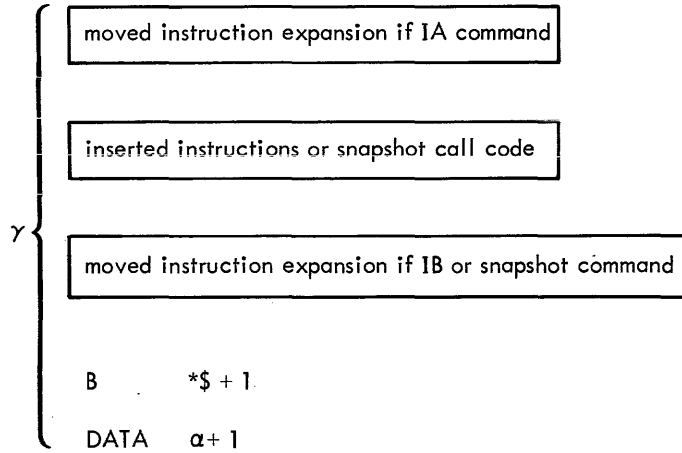 moved instruction expansion if IA command
inserted instructions or snapshot call code
γ
moved instruction expansion if IB or snapshot command
B *$ + 1
DATA α+ 1